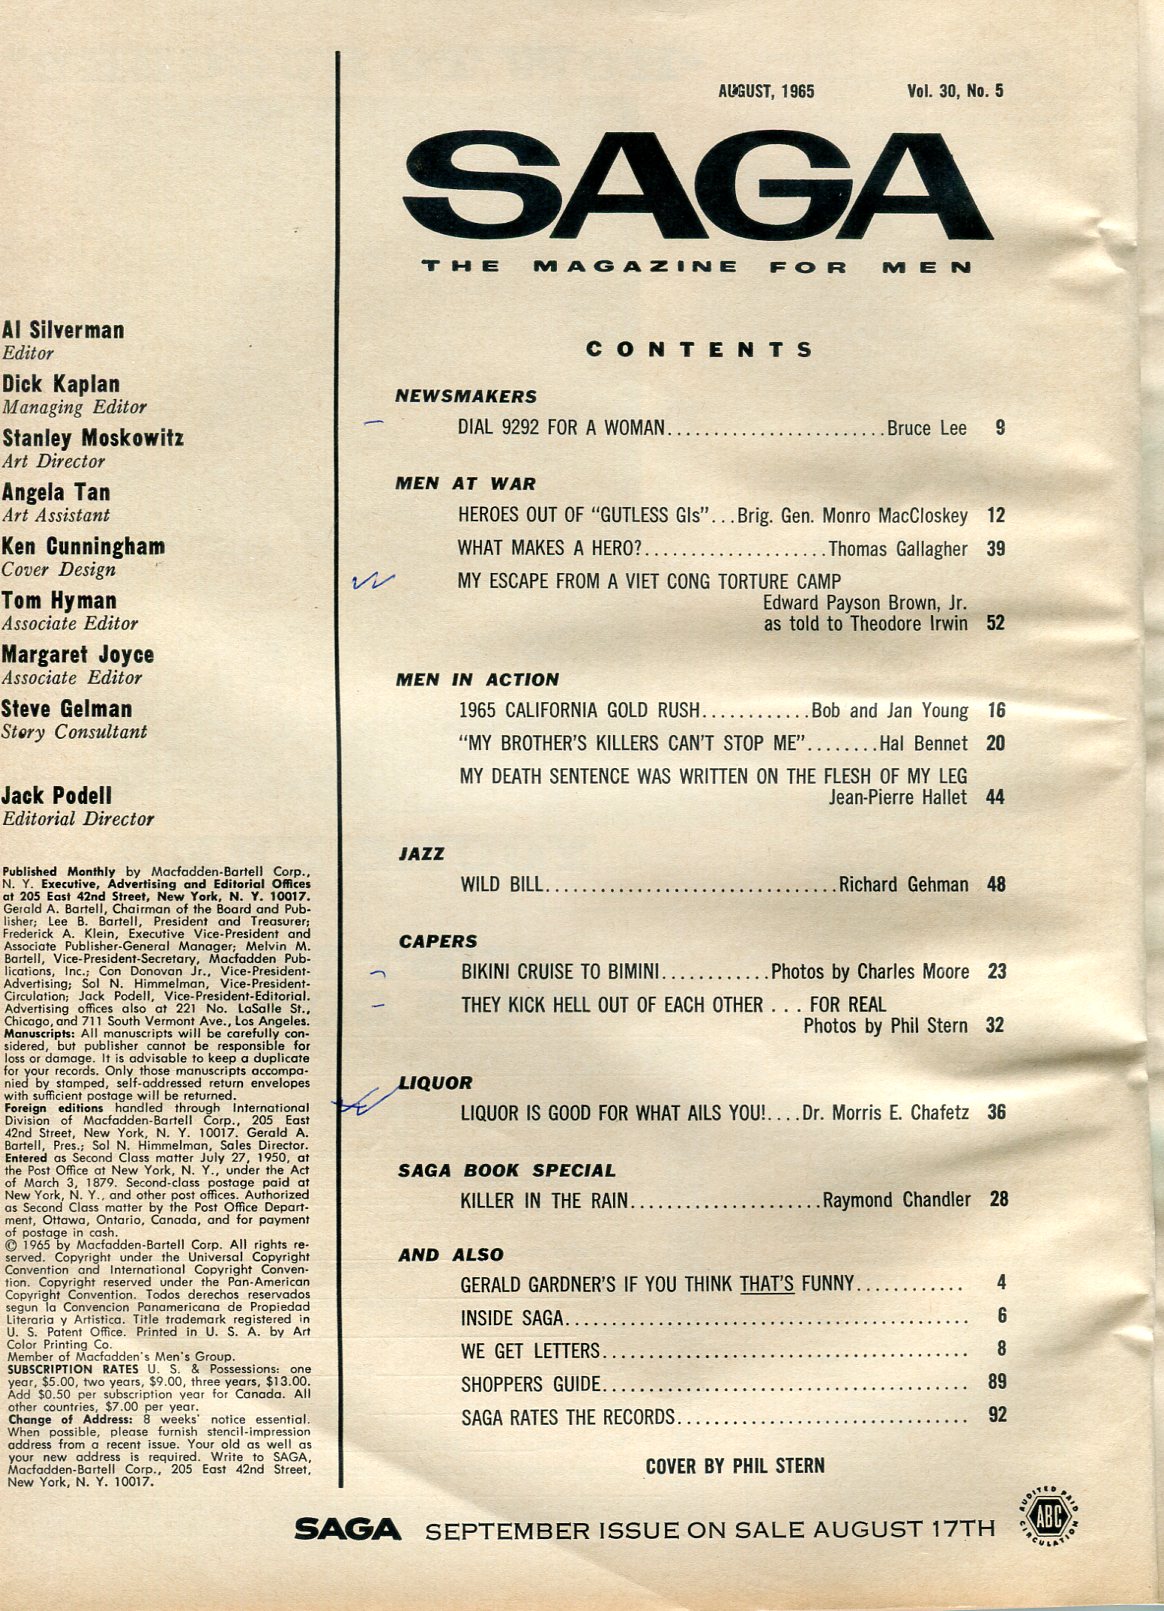 AUGUST, 1965 Vol. 30, No. 5
SAGA
THE MAGAZINE FOR MEN
Al Silverman
Editor
Dick Kaplan
Managing Editor
Stanley Moskowitz
Art Director
Angela Tan
Art Assistant
Ken Cunningham
Cover Design
Tom Hyman
Associate Editor
Margaret Joyce
Associate Editor
Steve Gelman
Story Consultant
Jack Podell
Editorial Director
Published Monthly by Macfadden-Bartell Corp.,
N. Y. Executive, Advertising and Editorial Offices
at 205 East 42nd Street, New York, N. Y. 10017.
Gerald A. Bartell, Chairman of the Board and Pub-
lisher; Lee B. Bartell, President and Treasurer;
Frederick A. Klein, Executive Vice-President and
Associate Publisher-General Manager; Melvin M.
Bartell, Vice-President-Secretary, Macfadden Pub-
lications, Inc.; Con Donovan Jr., Vice-President-
Advertising; Sol N. Himmelman, Vice-President-
Circulation; Jack Podell, Vice-President-Editorial.
Advertising offices also at 221 No. LaSalle St.,
Chicago, and 711 South Vermont Ave., Los Angeles.
Manuscripts: All manuscripts will be carefully con-
sidered, but publisher cannot be responsible for
loss or damage. It is advisable to keep a duplicate
for your records. Only those manuscripts accompa-
nied by stamped, self-addressed return envelopes
with sufficient postage will be returned.
Foreign editions handled through International
Division of Macfadden-Bartell Corp., 205 East
42nd Street, New York, N. Y. 10017. Gerald A.
Bartell, Pres.; Sol N. Himmelman, Sales Director.
Entered as Second Class matter July 27, 1950, at
the Post Office at New York, N. Y., under the Act
of March 3, 1879. Second-class postage paid at
New York, N. Y., and other post offices. Authorized
as Second Class matter by the Post Office Depart-
ment, Ottawa, Ontario, Canada, and for payment
of postage in cash.
© 1965 by Macfadden-Bartell Corp. All rights re-
served. Copyright under the Universal Copyright
Convention and International Copyright Conven-
tion. Copyright reserved under the Pan-American
Copyright Convention. Todos derechos reservados
segun la Convencion Panamericana de Propiedad
Literaria y Artistica. Title trademark registered in
U. S. Patent Office. Printed in U. S. A. by Art
Color Printing Co.
Member of Macfadden's Men's Group.
SUBSCRIPTION RATES U. S. & Possessions: one
year, $5.00, two years, $9.00, three years, $13.00.
Add $0.50 per subscription year for Canada. All
other countries, $7.00 per year.
Change of Address: 8 weeks' notice essential.
When possible, please furnish stencil-impression
address from a recent issue. Your old as well as
your new address is required. Write to SAGA,
Macfadden-Bartell Corp., 205 East 42nd Street,
New York, N. Y. 10017.
CONTENTS
NEWSMAKERS
DIAL 9292 FOR A WOMAN........................Bruce Lee 9
MEN AT WAR
HEROES OUT OF “GUTLESS GIs”...Brig. Gen. Monro MacCloskey 12
WHAT MAKES A HERO?....................Thomas Gallagher 39
MY ESCAPE FROM A VIET CONG TORTURE CAMP
Edward Payson Brown, Jr.
as told to Theodore Irwin 52
MEN IN ACTION
1965 CALIFORNIA GOLD RUSH............Bob and Jan Young 16
“MY BROTHER'S KILLERS CAN'T STOP ME”........Hal Bennet 20
MY DEATH SENTENCE WAS WRITTEN ON THE FLESH OF MY LEG
Jean-Pierre Hallet 44
JAZZ
WILD BILL................................Richard Gehman 48
CAPERS
BIKINI CRUISE TO BIMINI............Photos by Charles Moore 23
THEY KICK HELL OUT OF EACH OTHER . . . FOR REAL
Photos by Phil Stern 32
LIQUOR
LIQUOR IS GOOD FOR WHAT AILS YOU!....Dr. Morris E. Chafetz 36
SAGA BOOK SPECIAL
KILLER IN THE RAIN.....................Raymond Chandler 28
AND ALSO
GERALD GARDNER'S IF YOU THINK THAT'S FUNNY............ 4
INSIDE SAGA............................................ 6
WE GET LETTERS........................................ 8
SHOPPERS GUIDE........................................ 89
SAGA RATES THE RECORDS................................ 92
COVER BY PHIL STERN
SAGA SEPTEMBER ISSUE ON SALE AUGUST 17TH
AUDITED PAID
ABC
CIRCULATION